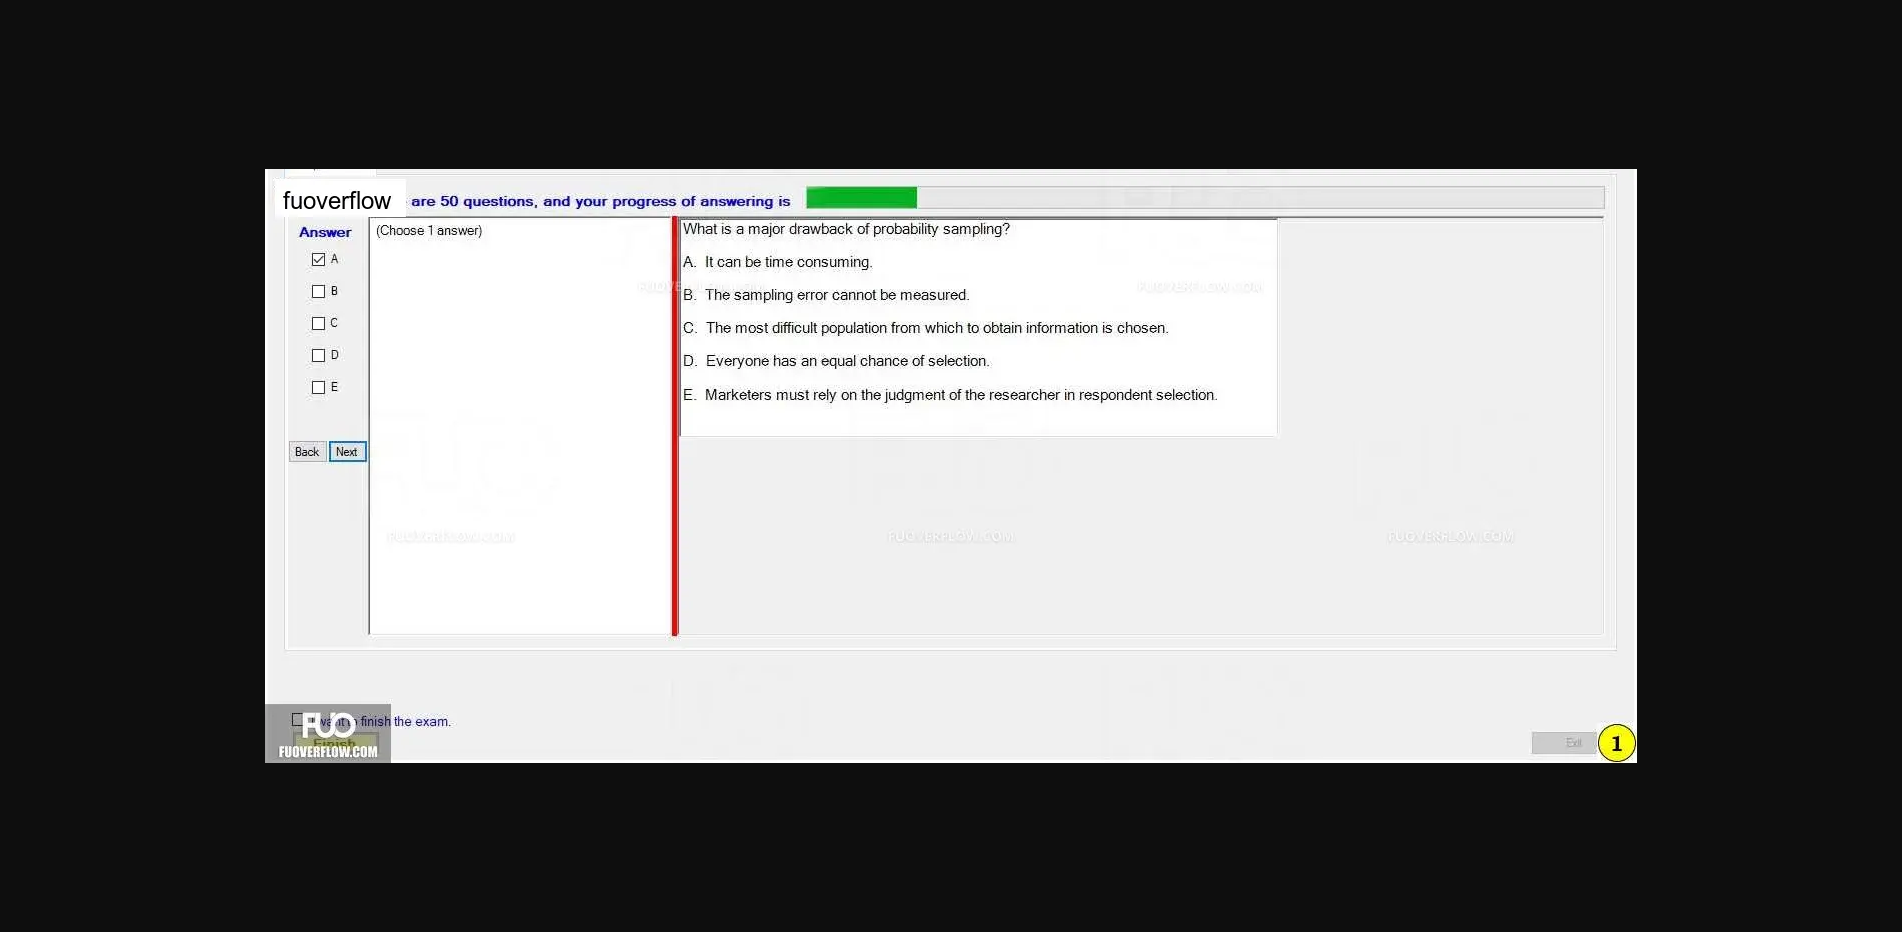 fuoverflow are 50 questions, and your progress of answering is
Answer
A
B
C
D
E
Back Next
(Choose 1 answer)
What is a major drawback of probability sampling?
A. It can be time consuming.
B. The sampling error cannot be measured.
C. The most difficult population from which to obtain information is chosen.
D. Everyone has an equal chance of selection.
E. Marketers must rely on the judgment of the researcher in respondent selection.
FUOVERFLOW.COM
FUOVERFLOW.COM FUOVERFLOW.COM FUOVERFLOW.COM
I want to finish the exam.
FUO
Finish
FUOVERFLOW.COM
Exit
1